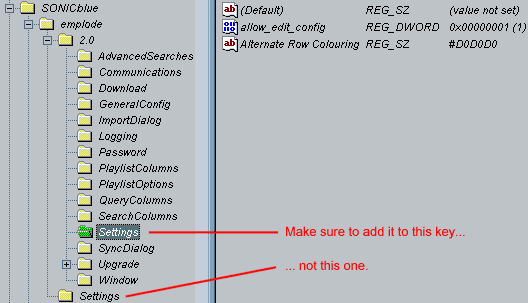 SONICblue
emplode
2.0
AdvancedSearches
Communications
Download
GeneralConfig
ImportDialog
Logging
Password
PlaylistColumns
PlaylistOptions
QueryColumns
SearchColumns
Settings
SyncDialog
Upgrade
Window
Settings
(Default) REG_SZ (value not set)
allow_edit_config REG_DWORD 0x00000001 (1)
Alternate Row Colouring REG_SZ #D0D0D0
Make sure to add it to this key...
... not this one.